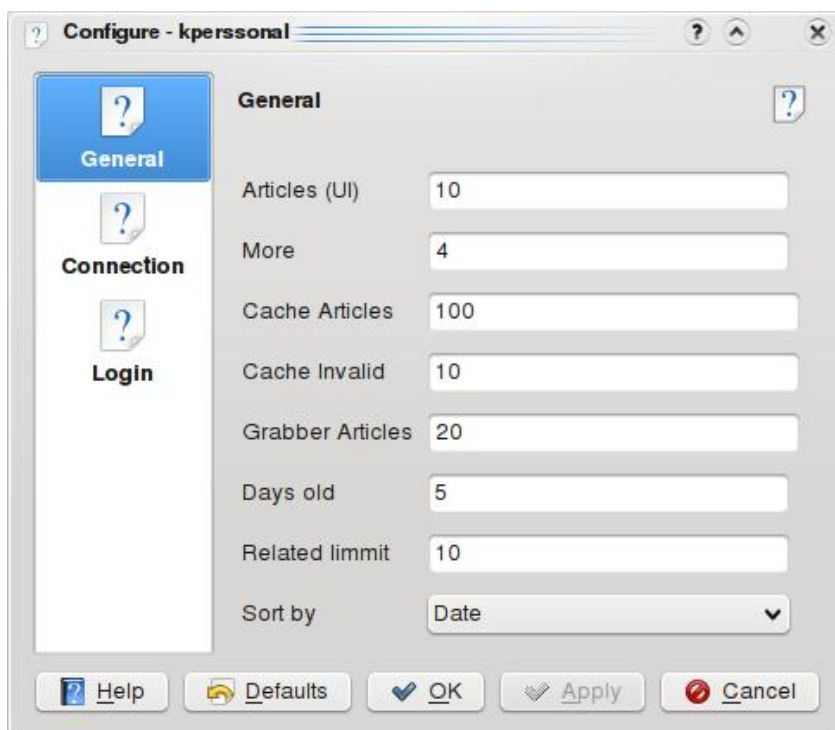 Configure - kperssonal
General
Connection
Login
General
Articles (UI) 10
More 4
Cache Articles 100
Cache Invalid 10
Grabber Articles 20
Days old 5
Related limmit 10
Sort by Date
Help Defaults OK Apply Cancel